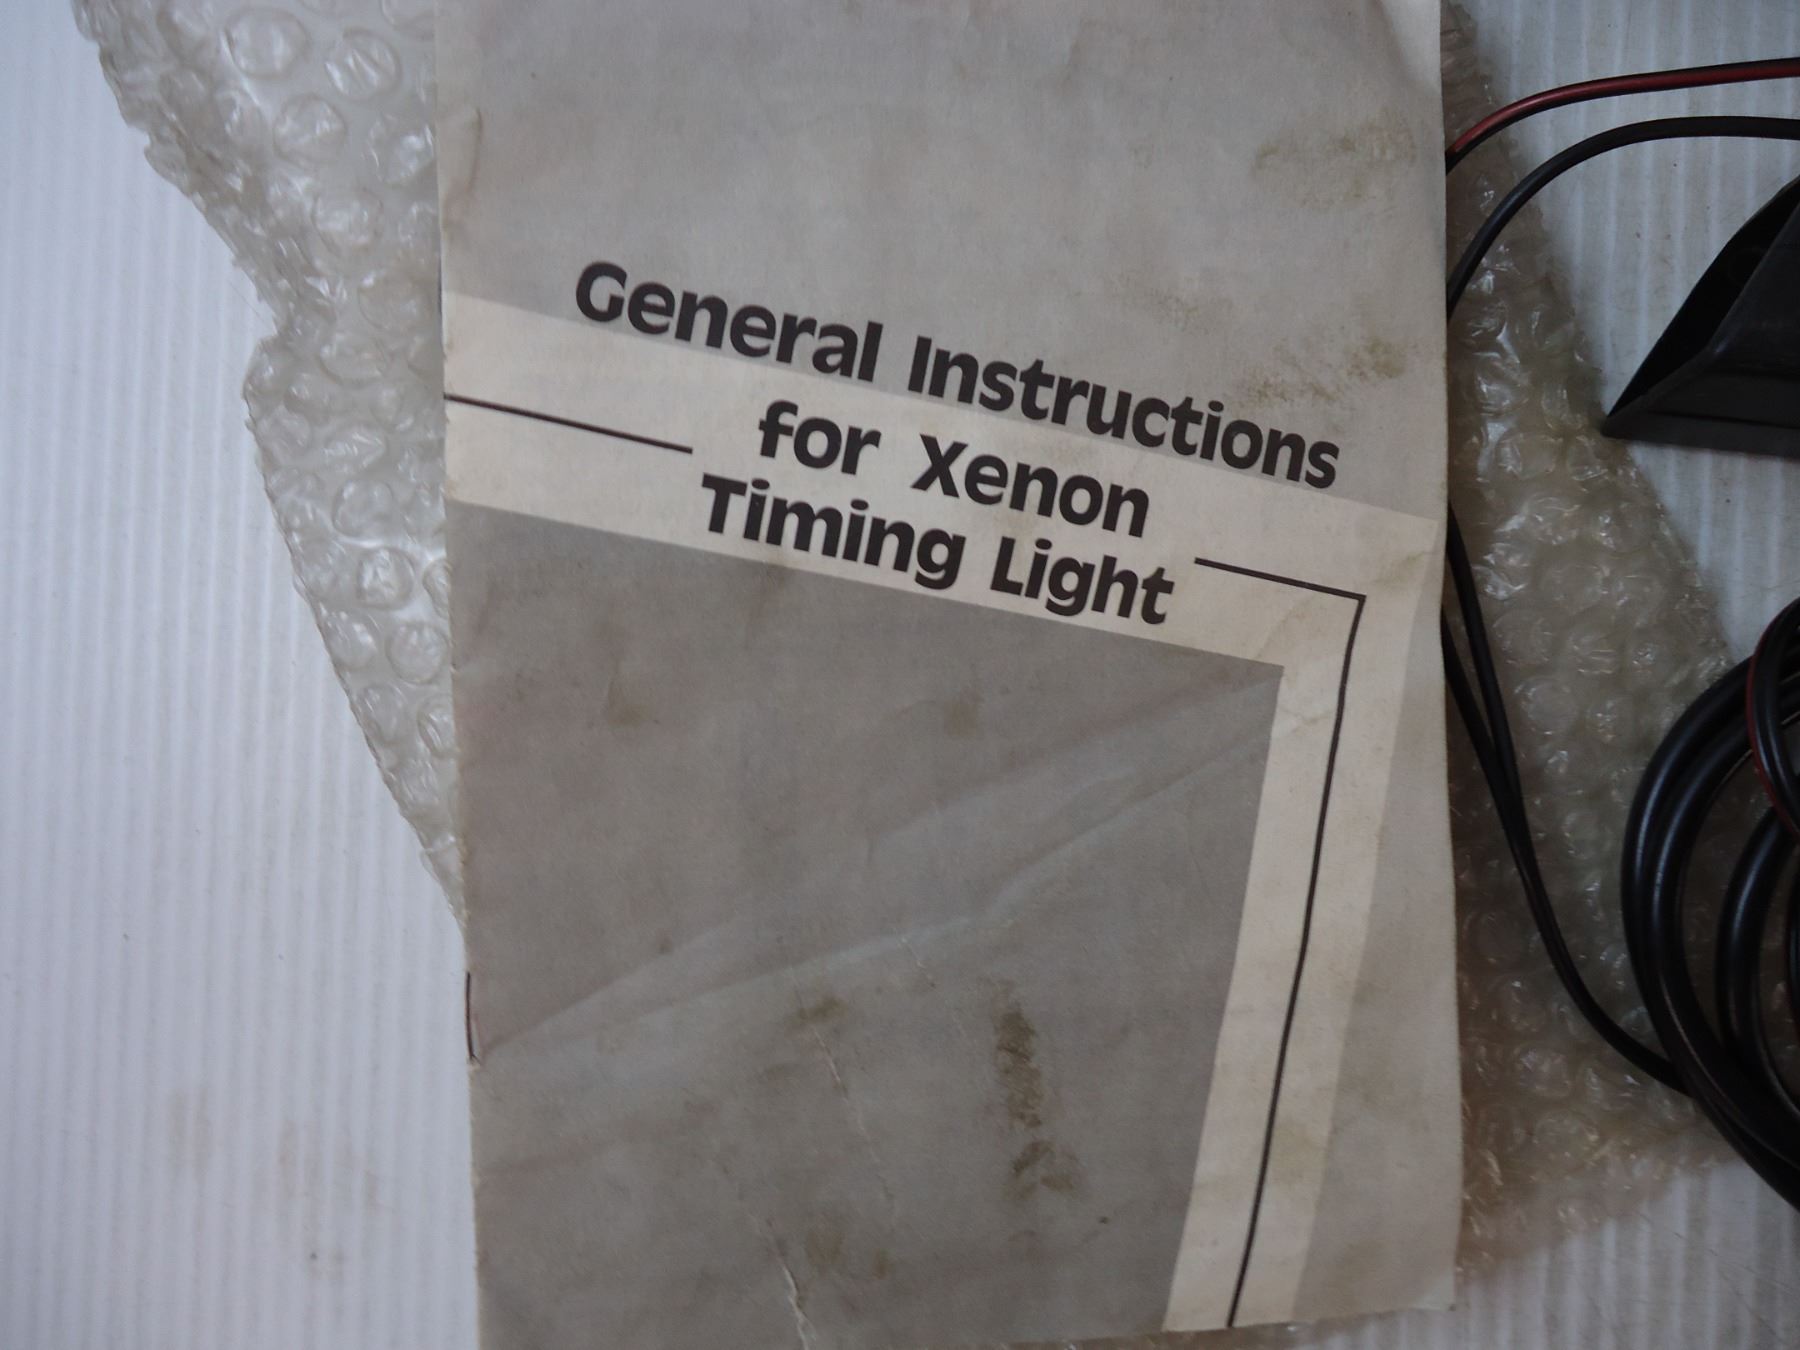 General Instructions
for Xenon
Timing Light